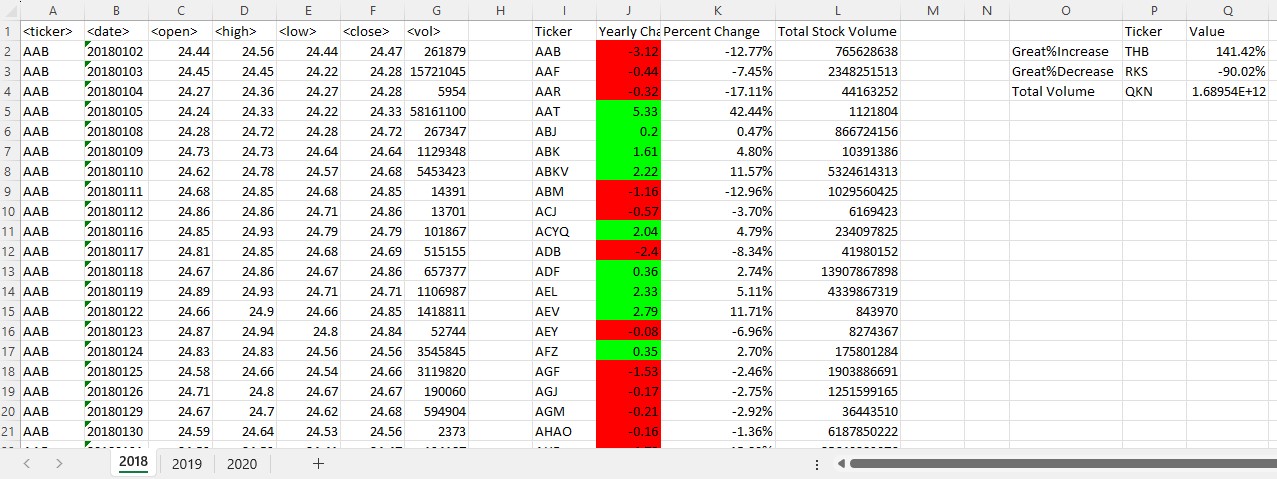 A B C D E F G H I J K L M N O P Q
1 <ticker> <date> <open> <high> <low> <close> <vol> Ticker Yearly Cha Percent Change Total Stock Volume Ticker Value
2 AAB 20180102 24.44 24.56 24.44 24.47 261879 AAB -3.12 -12.77% 765628638 Great%Increase THB 141.42%
3 AAB 20180103 24.45 24.45 24.22 24.28 15721045 AAF -0.44 -7.45% 2348251513 Great%Decrease RKS -90.02%
4 AAB 20180104 24.27 24.36 24.27 24.28 5954 AAR -0.32 -17.11% 44163252 Total Volume QKN 1.68954E+12
5 AAB 20180105 24.24 24.33 24.22 24.33 58161100 AAT 5.33 42.44% 1121804
6 AAB 20180108 24.28 24.72 24.28 24.72 267347 ABJ 0.2 0.47% 866724156
7 AAB 20180109 24.73 24.73 24.64 24.64 1129348 ABK 1.61 4.80% 10391386
8 AAB 20180110 24.62 24.78 24.57 24.68 5453423 ABKV 2.22 11.57% 5324614313
9 AAB 20180111 24.68 24.85 24.68 24.85 14391 ABM -1.16 -12.96% 1029560425
10 AAB 20180112 24.86 24.86 24.71 24.86 13701 ACJ -0.57 -3.70% 6169423
11 AAB 20180116 24.85 24.93 24.79 24.79 101867 ACYQ 2.04 4.79% 234097825
12 AAB 20180117 24.81 24.85 24.68 24.69 515155 ADB -2.4 -8.34% 41980152
13 AAB 20180118 24.67 24.86 24.67 24.86 657377 ADF 0.36 2.74% 13907867898
14 AAB 20180119 24.89 24.93 24.71 24.71 1106987 AEL 2.33 5.11% 4339867319
15 AAB 20180122 24.66 24.9 24.66 24.85 1418811 AEV 2.79 11.71% 843970
16 AAB 20180123 24.87 24.94 24.8 24.84 52744 AEY -0.08 -6.96% 8274367
17 AAB 20180124 24.83 24.83 24.56 24.56 3545845 AFZ 0.35 2.70% 175801284
18 AAB 20180125 24.58 24.66 24.54 24.66 3119820 AGF -1.53 -2.46% 1903886691
19 AAB 20180126 24.71 24.8 24.67 24.67 190060 AGJ -0.17 -2.75% 1251599165
20 AAB 20180129 24.67 24.7 24.62 24.68 594904 AGM -0.21 -2.92% 36443510
21 AAB 20180130 24.59 24.64 24.53 24.56 2373 AHAO -0.16 -1.36% 6187850222
2018 2019 2020